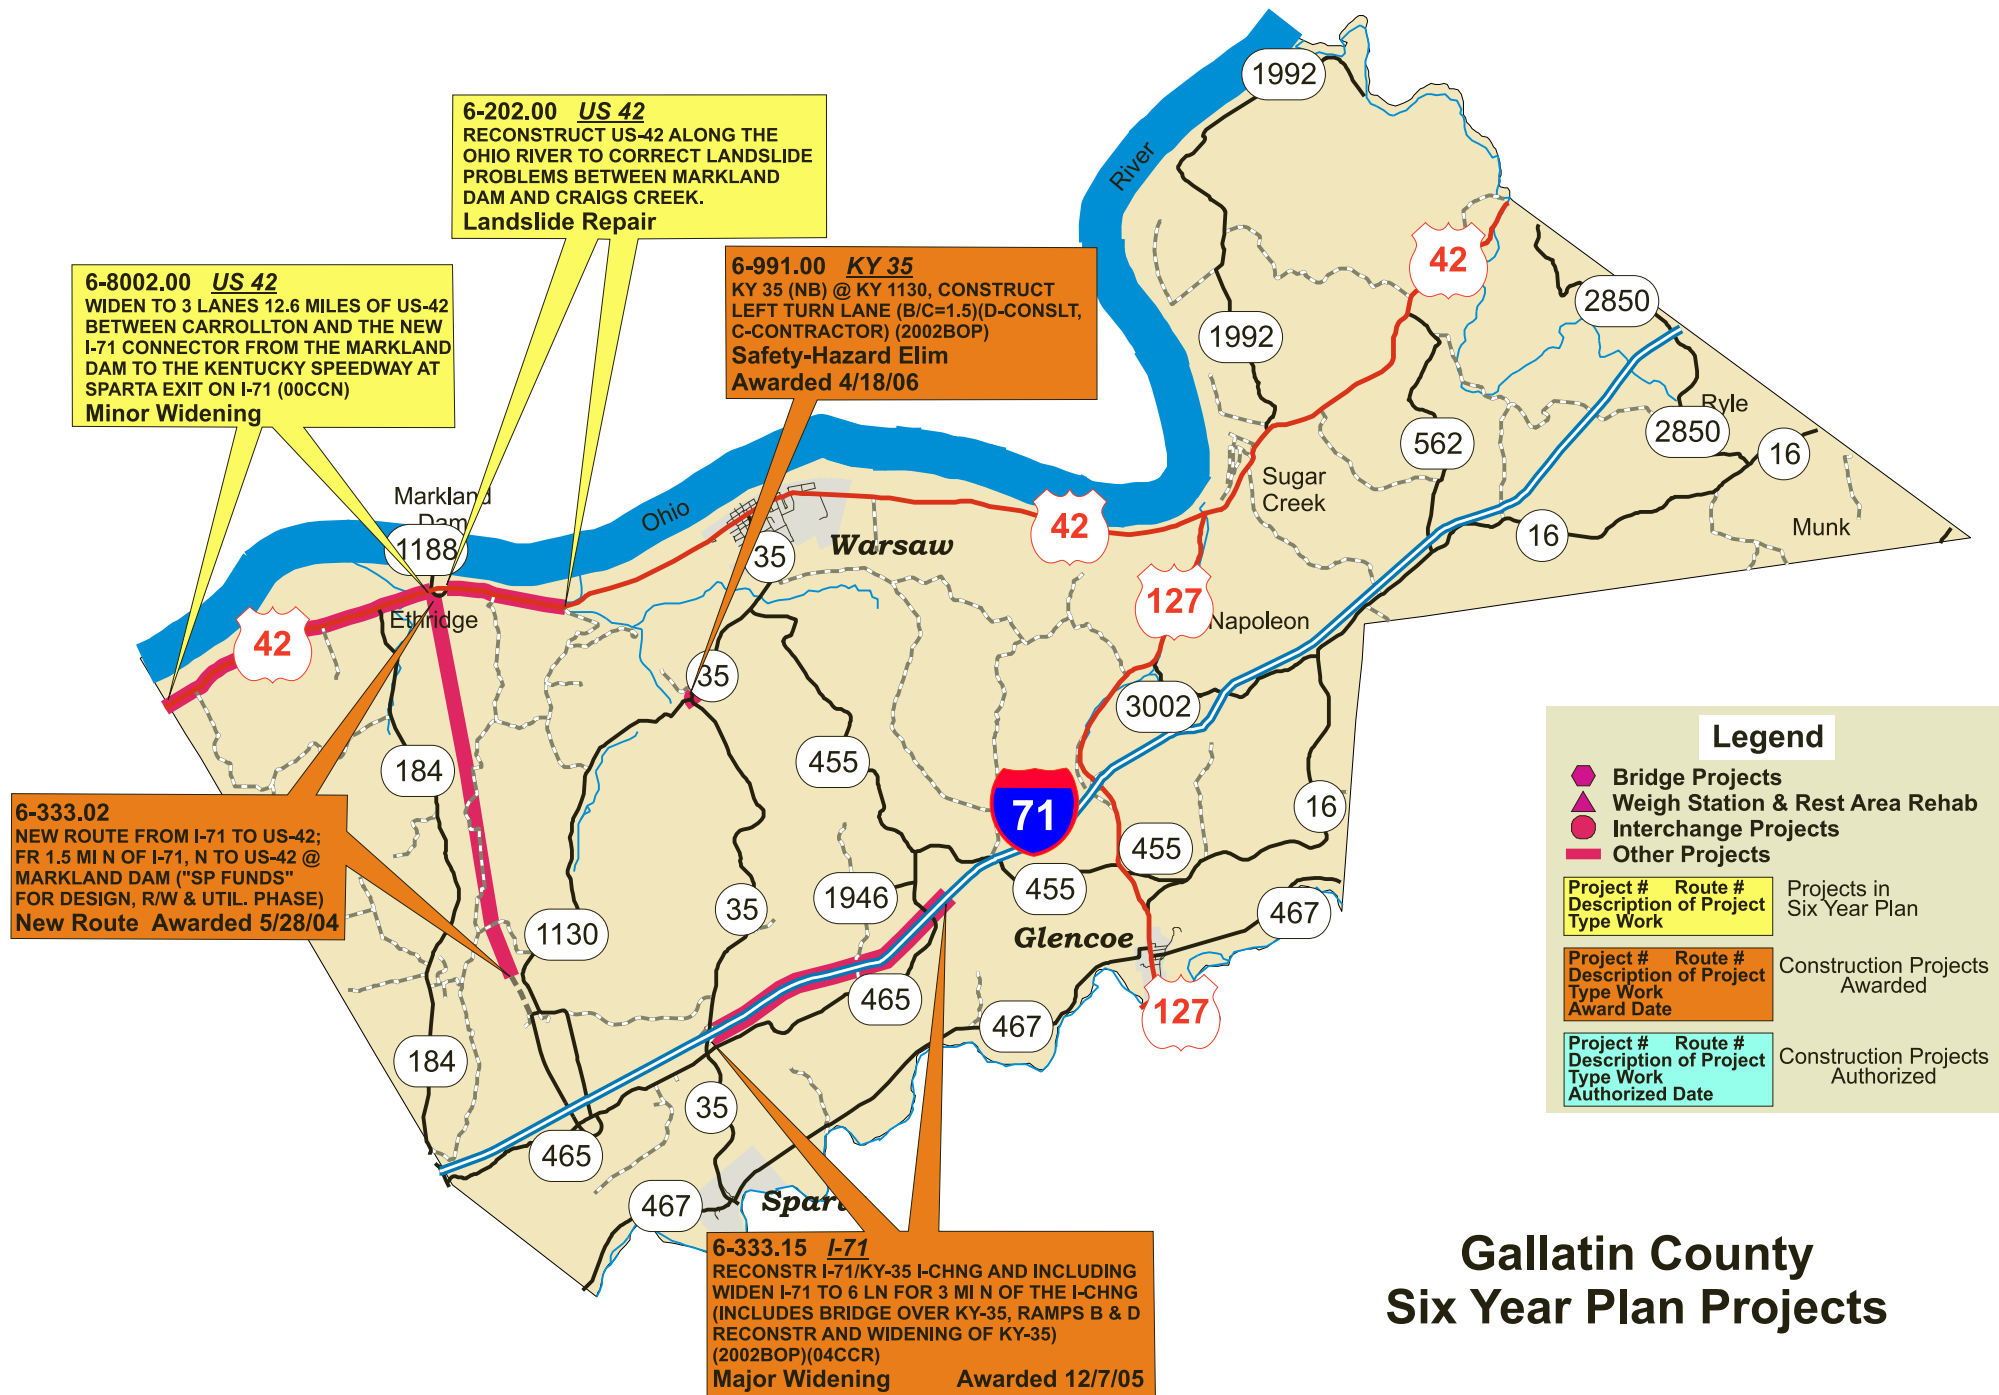 6-202.00 US 42
RECONSTRUCT US-42 ALONG THE
OHIO RIVER TO CORRECT LANDSLIDE
PROBLEMS BETWEEN MARKLAND
DAM AND CRAIGS CREEK.
Landslide Repair
6-8002.00 US 42
WIDEN TO 3 LANES 12.6 MILES OF US-42
BETWEEN CARROLLTON AND THE NEW
I-71 CONNECTOR FROM THE MARKLAND
DAM TO THE KENTUCKY SPEEDWAY AT
SPARTA EXIT ON I-71 (00CCN)
Minor Widening
6-991.00 KY 35
KY 35 (NB) @ KY 1130, CONSTRUCT
LEFT TURN LANE (B/C=1.5)(D-CONSLT,
C-CONTRACTOR) (2002BOP)
Safety-Hazard Elim
Awarded 4/18/06
1992
River
42
2850
1992
Ryle
2850
562
16
Sugar
Creek
Markland
Dam
1188
Ohio
35
Warsaw
42
16
Munk
Ethridge
42
127
Napoleon
35
3002
184
455
71
16
455
455
1946
35
1130
467
Glencoe
465
467
127
184
35
465
467
6-333.02
NEW ROUTE FROM I-71 TO US-42;
FR 1.5 MI N OF I-71, N TO US-42 @
MARKLAND DAM ("SP FUNDS"
FOR DESIGN, R/W & UTIL. PHASE)
New Route Awarded 5/28/04
6-333.15 I-71
RECONSTR I-71/KY-35 I-CHNG AND INCLUDING
WIDEN I-71 TO 6 LN FOR 3 MI N OF THE I-CHNG
(INCLUDES BRIDGE OVER KY-35, RAMPS B & D
RECONSTR AND WIDENING OF KY-35)
(2002BOP)(04CCR)
Major Widening Awarded 12/7/05
Legend
Bridge Projects
Weigh Station & Rest Area Rehab
Interchange Projects
Other Projects
Project # Route #
Description of Project
Type Work
Projects in
Six Year Plan
Project # Route #
Description of Project
Type Work
Award Date
Construction Projects
Awarded
Project # Route #
Description of Project
Type Work
Authorized Date
Construction Projects
Authorized
Gallatin County
Six Year Plan Projects